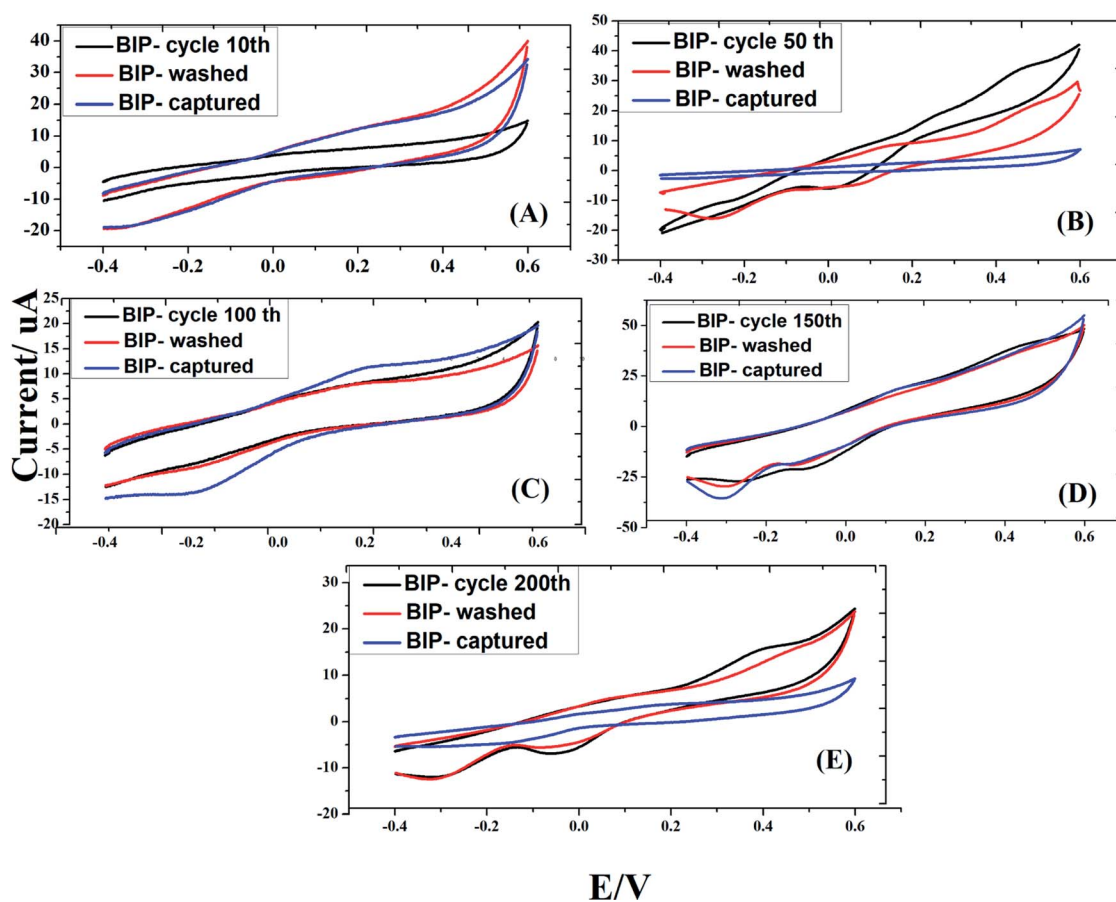 BIP- cycle 10th
BIP- washed
BIP- captured
40
30
20
10
0
-10
-20
-0.4 -0.2 0.0 0.2 0.4 0.6
(A)
BIP- cycle 50 th
BIP- washed
BIP- captured
50
40
30
20
10
0
-10
-20
-30
-0.4 -0.2 0.0 0.2 0.4 0.6
(B)
Current/ uA
BIP- cycle 100 th
BIP- washed
BIP- captured
25
20
15
10
5
0
-5
-10
-15
-20
-0.4 -0.2 0.0 0.2 0.4 0.6
(C)
BIP- cycle 150th
BIP- washed
BIP- captured
50
25
0
-25
-50
-0.4 -0.2 0.0 0.2 0.4 0.6
(D)
BIP- cycle 200th
BIP- washed
BIP- captured
30
20
10
0
-10
-20
-0.4 -0.2 0.0 0.2 0.4 0.6
(E)
E/V